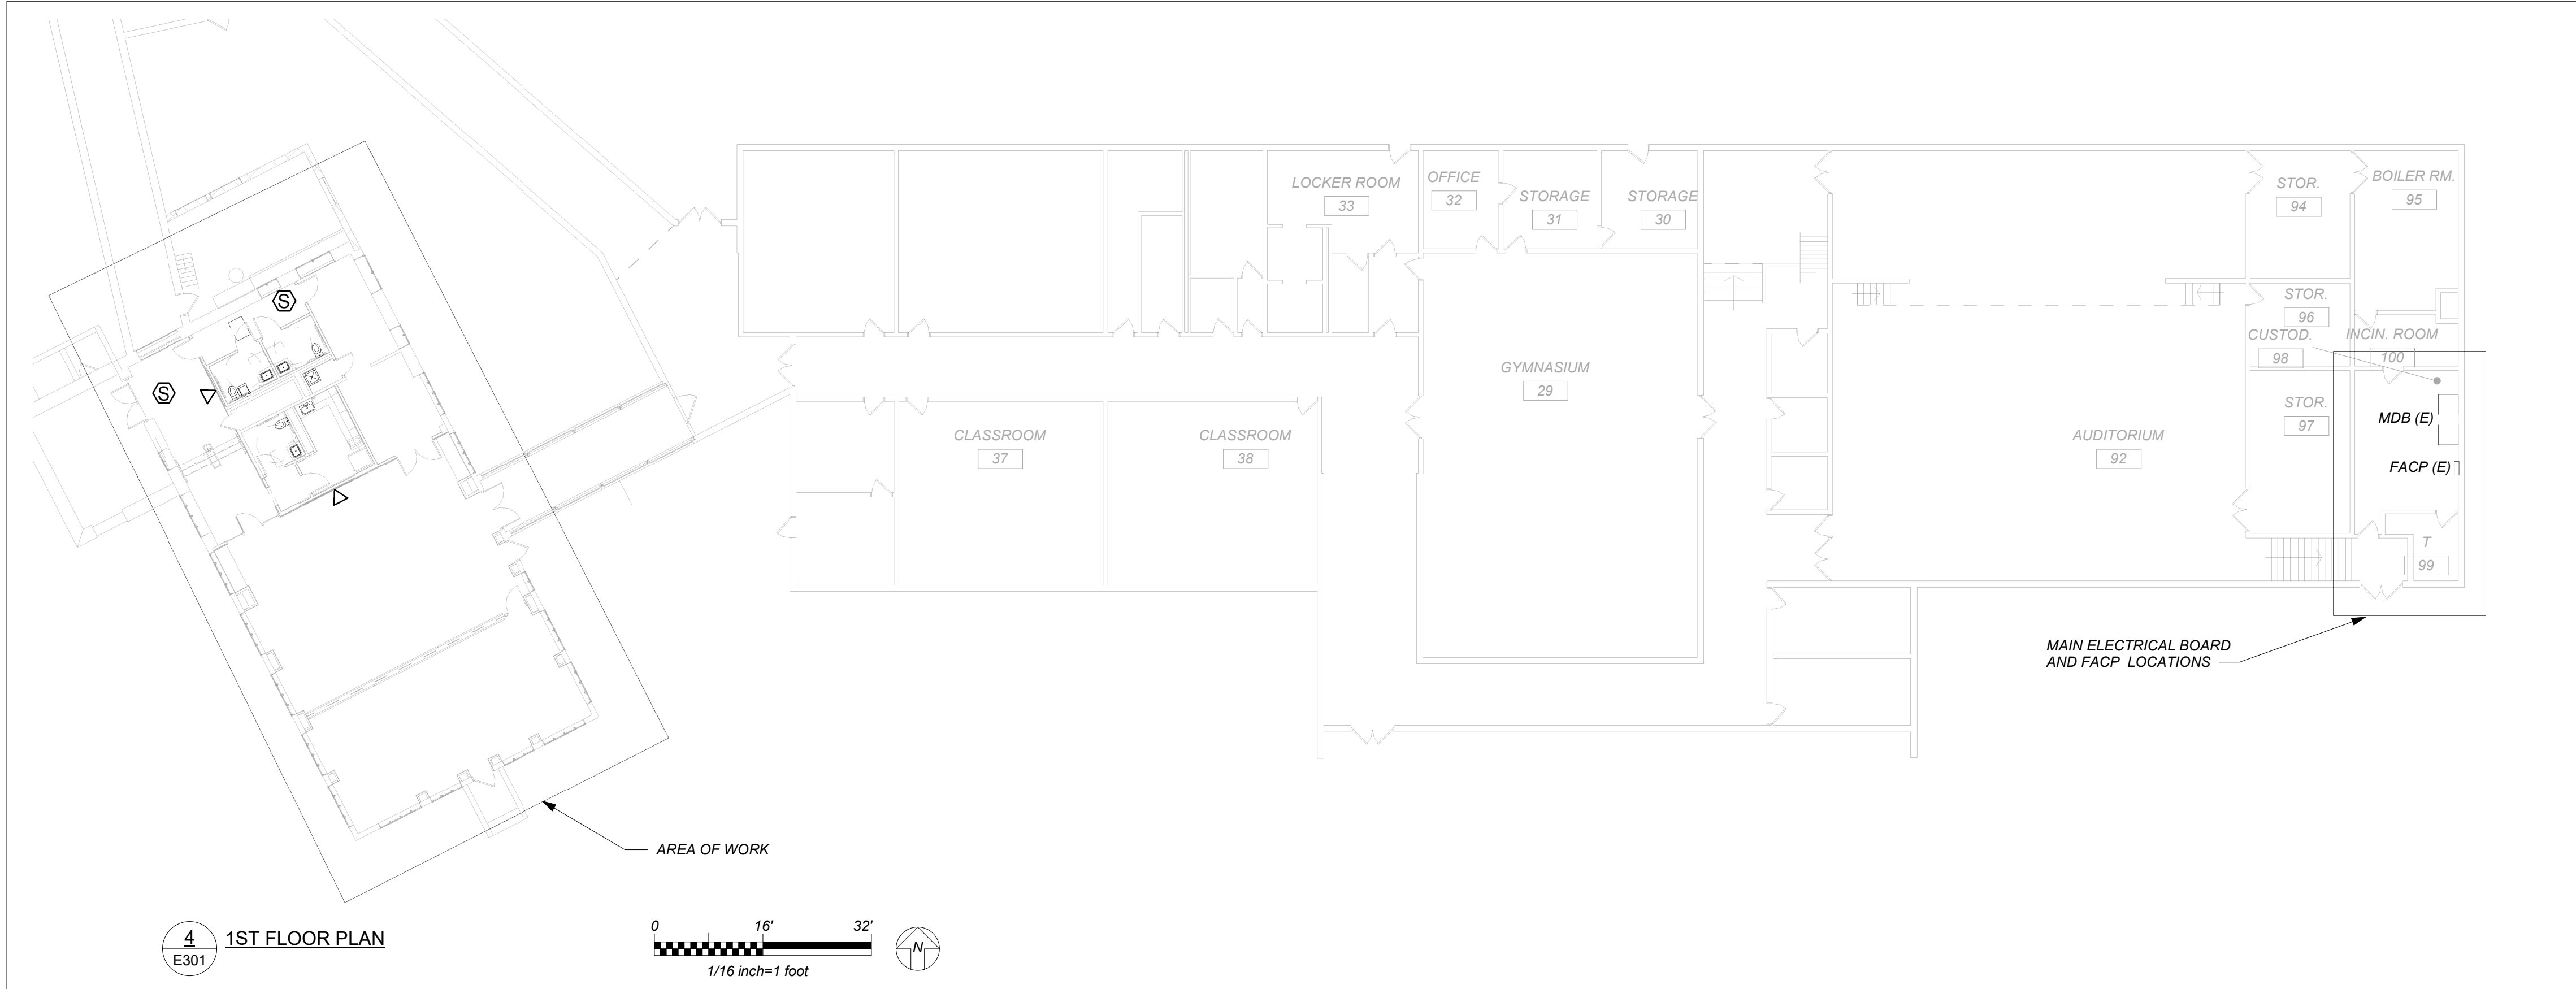 LOCKER ROOM
33
OFFICE
32
STORAGE
31
STORAGE
30
STOR.
94
BOILER RM.
95
S
S
STOR.
96
CUSTOD.
98
INCIN. ROOM
100
GYMNASIUM
29
MDB (E)
FACP (E)
STOR.
97
CLASSROOM
37
CLASSROOM
38
AUDITORIUM
92
T
99
MAIN ELECTRICAL BOARD
AND FACP LOCATIONS
AREA OF WORK
4
E301
1ST FLOOR PLAN
0 16' 32'
1/16 inch=1 foot
N